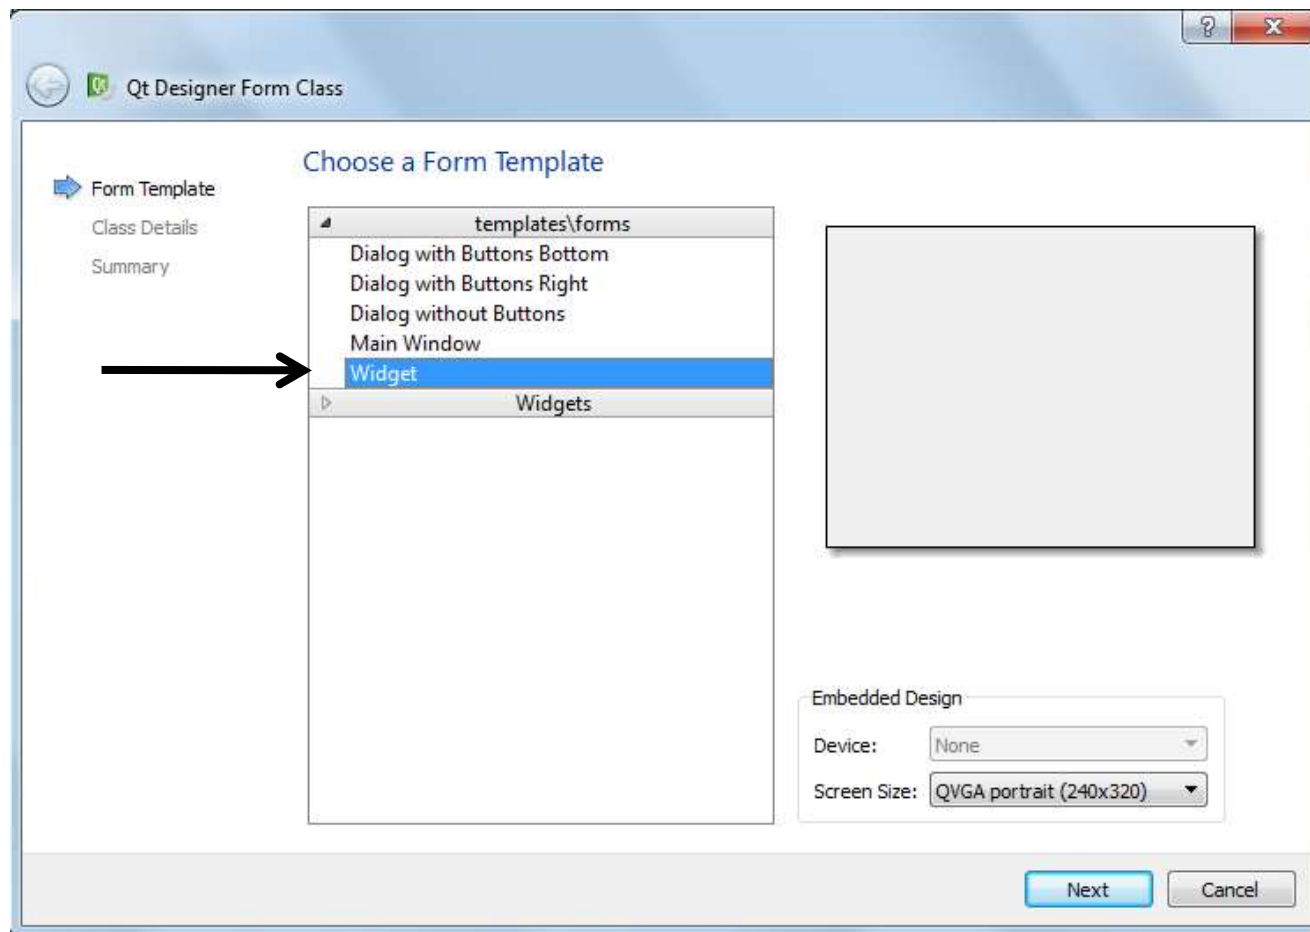 Qt Designer Form Class
Form Template
Class Details
Summary
Choose a Form Template
templates\forms
Dialog with Buttons Bottom
Dialog with Buttons Right
Dialog without Buttons
Main Window
Widget
Widgets
Embedded Design
Device: None
Screen Size: QVGA portrait (240x320)
Next Cancel